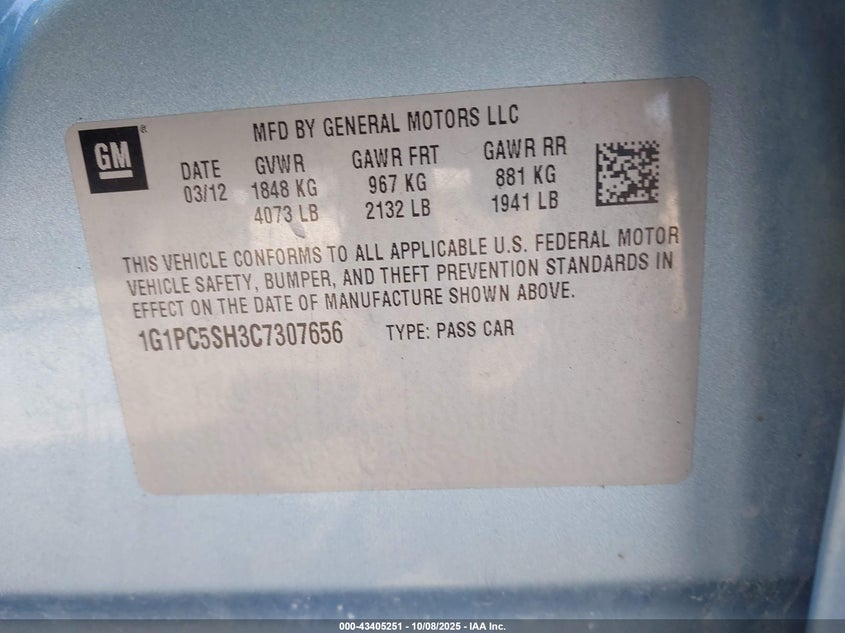 GM
MFD BY GENERAL MOTORS LLC
DATE GVWR GAWR FRT GAWR RR
03/12 1848 KG 967 KG 881 KG
4073 LB 2132 LB 1941 LB
THIS VEHICLE CONFORMS TO ALL APPLICABLE U.S. FEDERAL MOTOR
VEHICLE SAFETY, BUMPER, AND THEFT PREVENTION STANDARDS IN
EFFECT ON THE DATE OF MANUFACTURE SHOWN ABOVE.
1G1PC5SH3C7307656 TYPE: PASS CAR
000-43405251 - 10/08/2025 - IAA Inc.